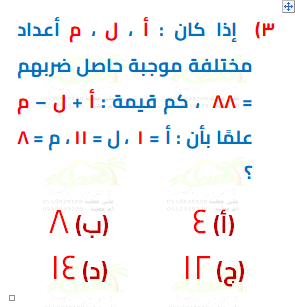 ٣) إذا كان : أ ، ل ، م أعداد
مختلفة موجبة حاصل ضربهم
= ٨٨ ، كم قيمة : أ + ل − م
علمًا بأن : أ = ١ ، ل = ١١ ، م = ٨
؟
(أ) ٤ (ب) ٨
(ج) ١٢ (د) ١٤